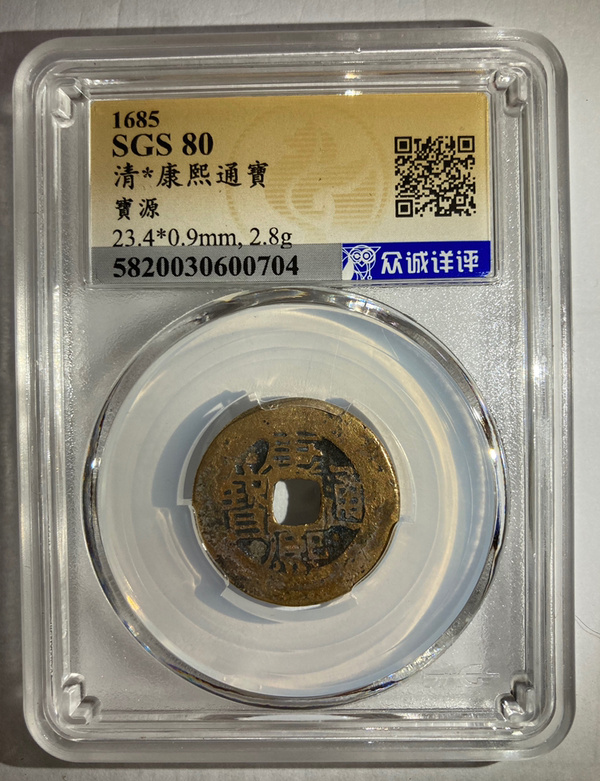 1685
SGS 80
清*康熙通寶
寶源
23.4*0.9mm, 2.8g
5820030600704
众诚详评
康熙通寶